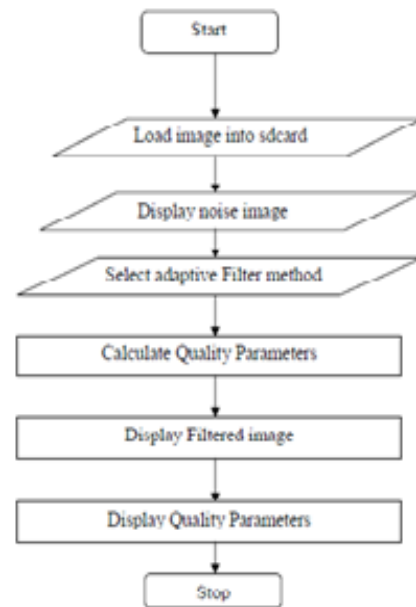 Start
Load image into sdcard
Display noise image
Select adaptive Filter method
Calculate Quality Parameters
Display Filtered image
Display Quality Parameters
Stop